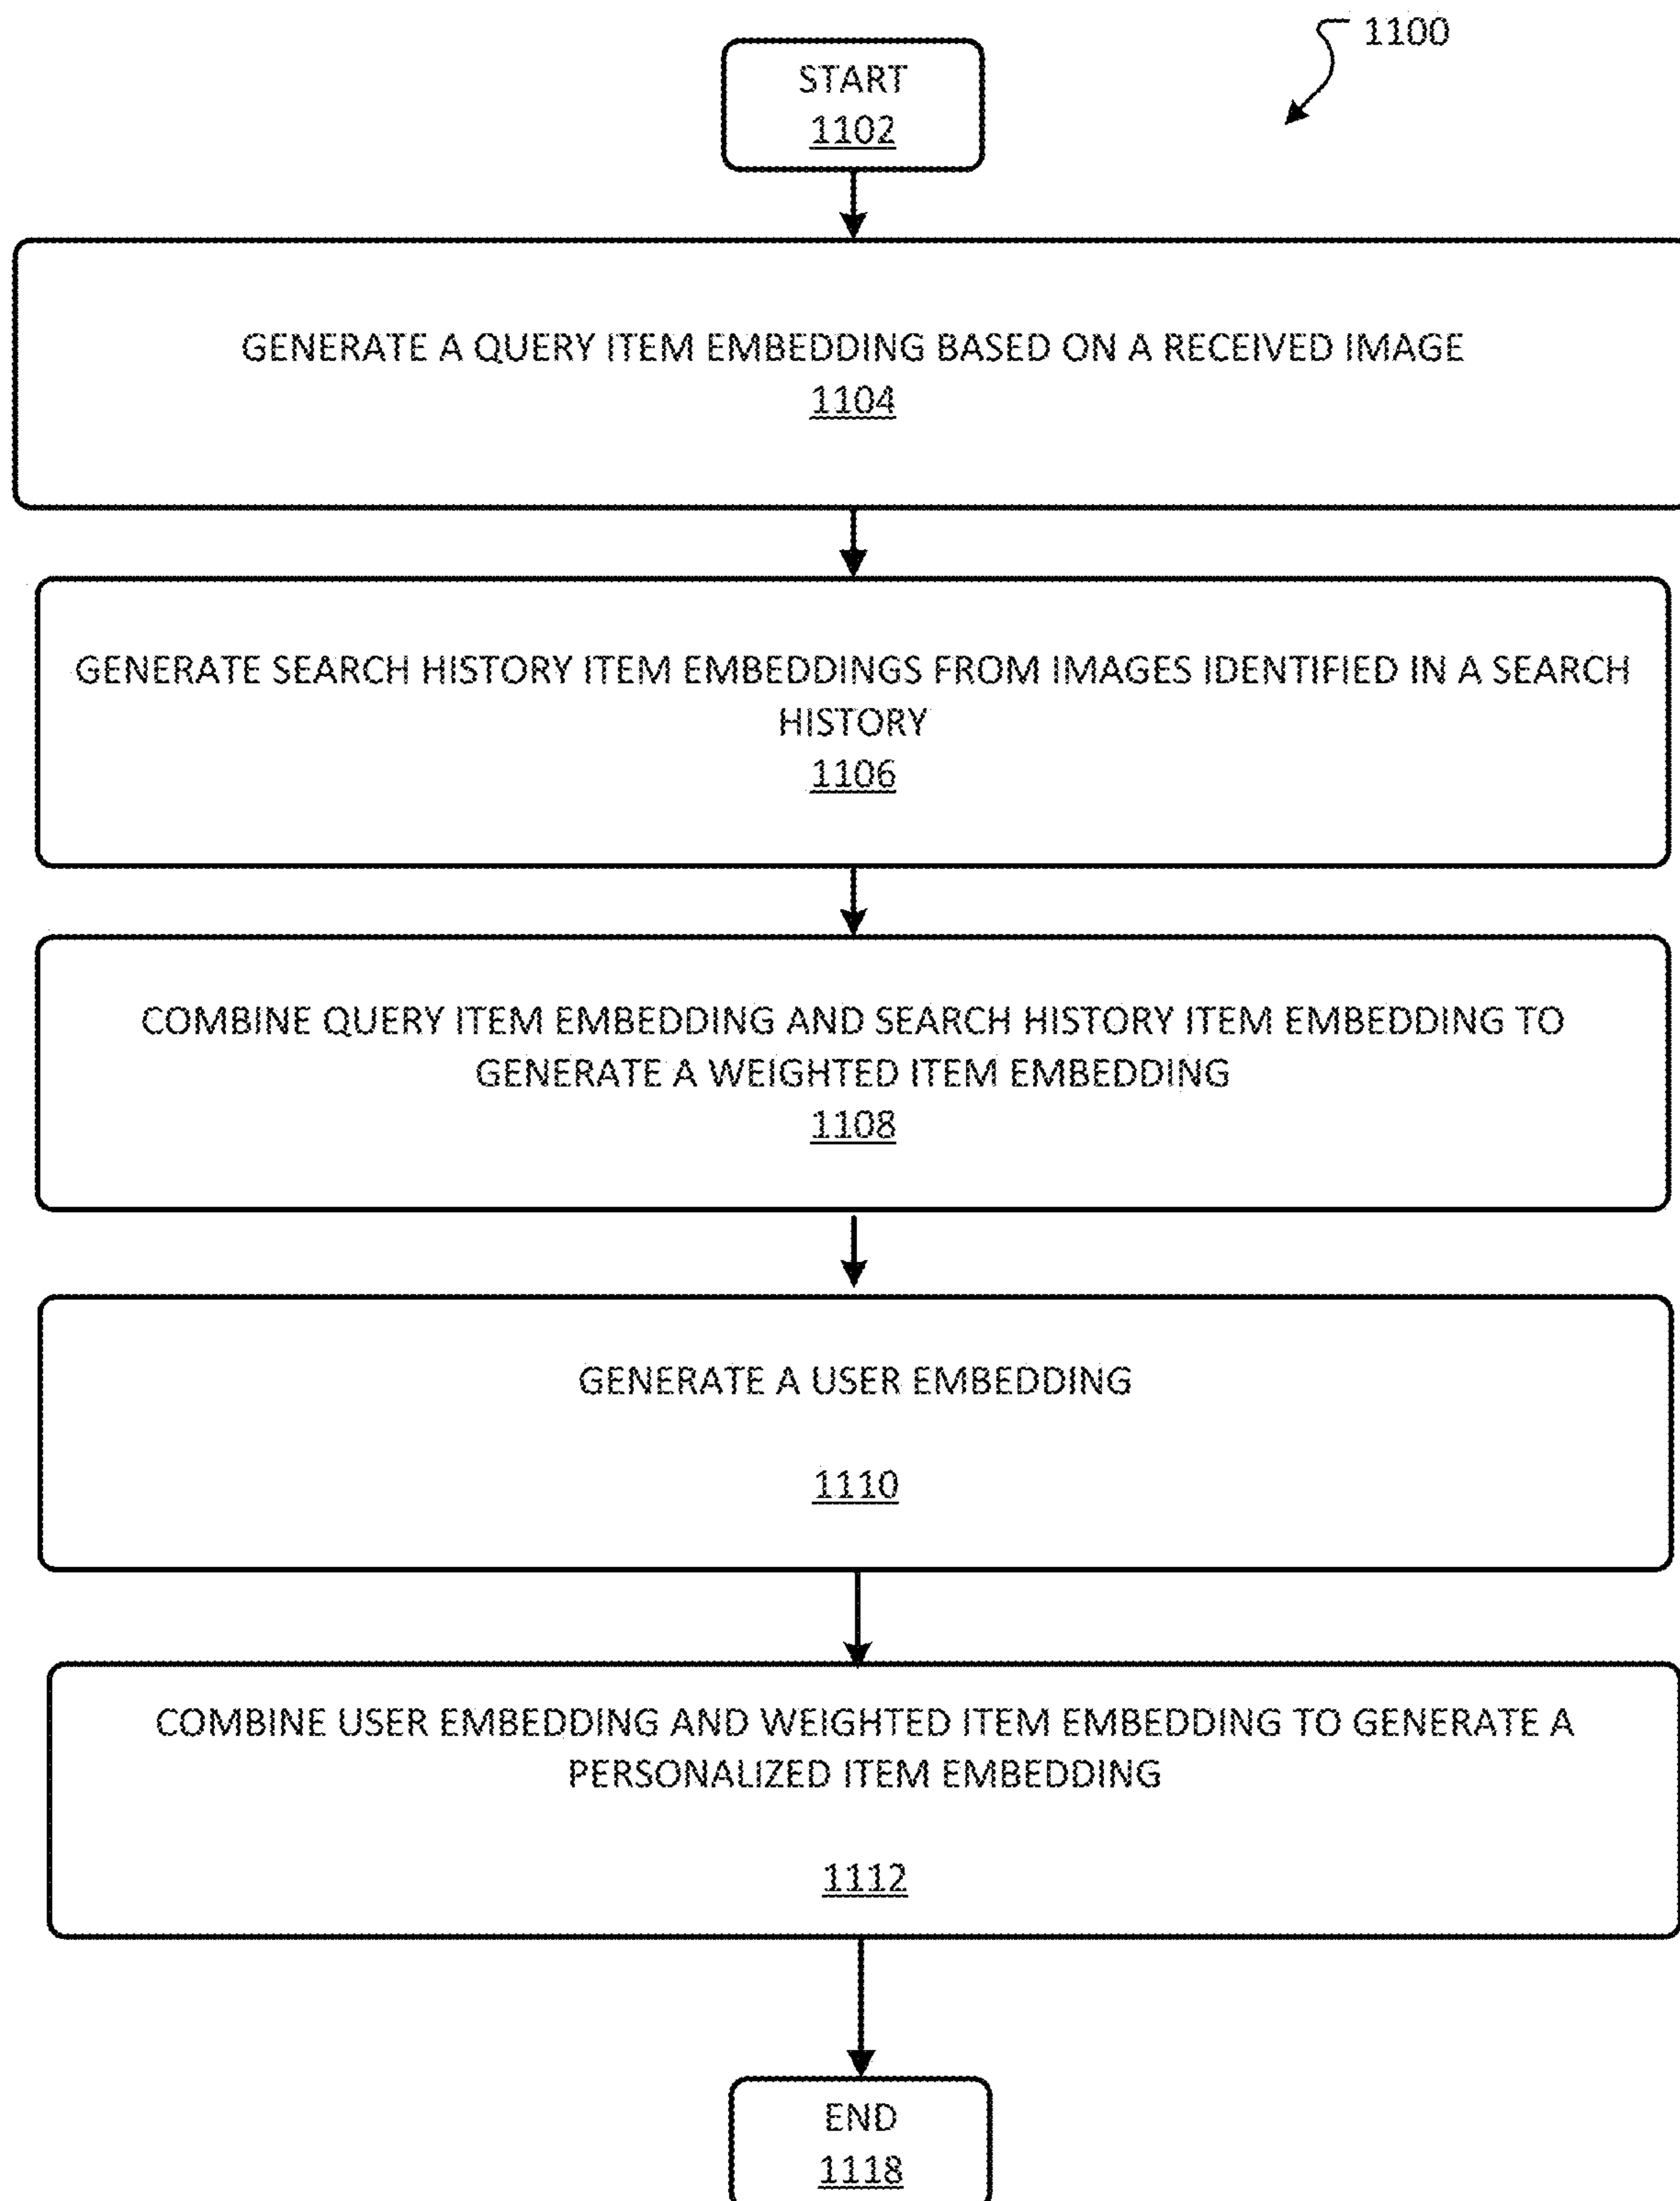 1100
START
1102
GENERATE A QUERY ITEM EMBEDDING BASED ON A RECEIVED IMAGE
1104
GENERATE SEARCH HISTORY ITEM EMBEDDINGS FROM IMAGES IDENTIFIED IN A SEARCH
HISTORY
1106
COMBINE QUERY ITEM EMBEDDING AND SEARCH HISTORY ITEM EMBEDDING TO
GENERATE A WEIGHTED ITEM EMBEDDING
1108
GENERATE A USER EMBEDDING
1110
COMBINE USER EMBEDDING AND WEIGHTED ITEM EMBEDDING TO GENERATE A
PERSONALIZED ITEM EMBEDDING
1112
END
1118